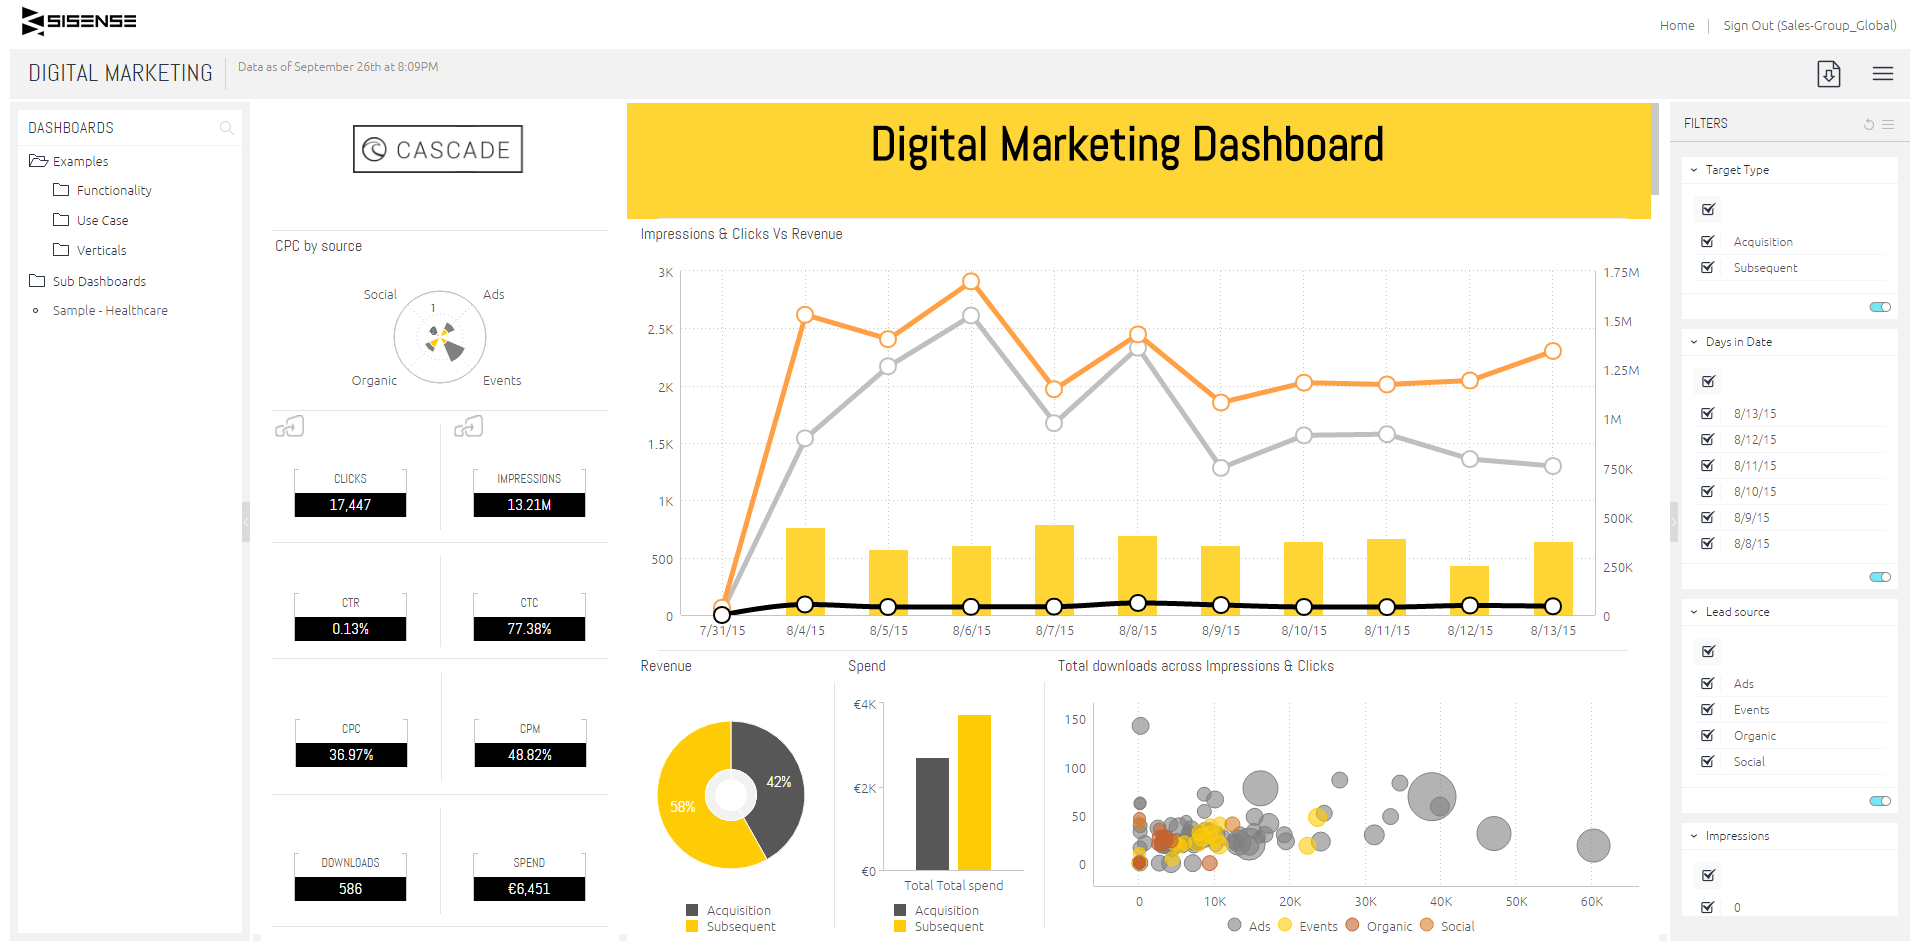 SISENSE
Home
Sign Out (Sales-Group_Global)
DIGITAL MARKETING
Data as of September 26th at 8:09PM
DASHBOARDS
Examples
Functionality
Use Case
Verticals
Sub Dashboards
Sample - Healthcare
CASCADE
CPC by source
Social
Ads
1
Organic
Events
CLICKS
17,447
IMPRESSIONS
13.21M
CTR
0.13%
CTC
77.38%
CPC
36.97%
CPM
48.82%
DOWNLOADS
586
SPEND
€6,451
Digital Marketing Dashboard
Impressions & Clicks Vs Revenue
3K
2.5K
2K
1.5K
1K
500
0
1.75M
1.5M
1.25M
1M
750K
500K
250K
0
7/31/15
8/4/15
8/5/15
8/6/15
8/7/15
8/8/15
8/9/15
8/10/15
8/11/15
8/12/15
8/13/15
Revenue
42%
58%
Acquisition
Subsequent
Spend
€4K
€2K
€0
Total Total spend
Acquisition
Subsequent
Total downloads across Impressions & Clicks
150
100
50
0
0
10K
20K
30K
40K
50K
60K
Ads
Events
Organic
Social
FILTERS
Target Type
Acquisition
Subsequent
Days in Date
8/13/15
8/12/15
8/11/15
8/10/15
8/9/15
8/8/15
Lead source
Ads
Events
Organic
Social
Impressions
0